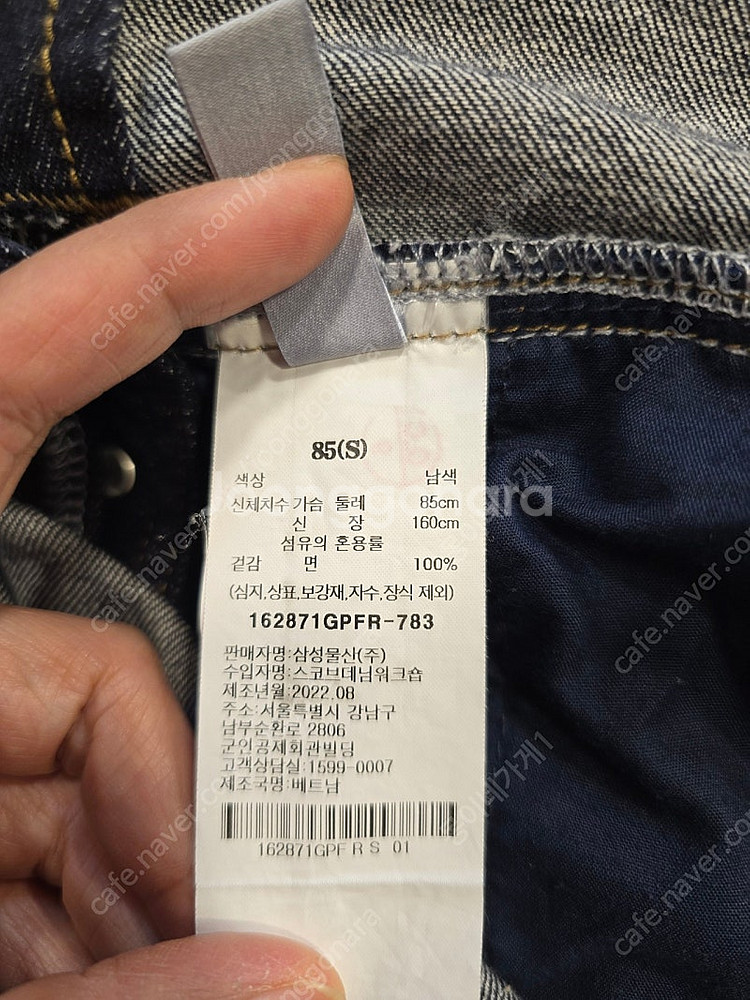 85(S)
색상 남색
신체치수 가슴 둘레 85cm
신 장 160cm
섬유의 혼용률
겉감 면 100%
(심지,상표,보강재,자수,장식 제외)
162871GPFR-783
판매자명:삼성물산(주)
수입자명:스코브데님워크숍
제조년월:2022.08
주소:서울특별시 강남구
남부순환로 2806
군인공제회관빌딩
고객상담실:1599-0007
제조국명:베트남
162871GPF R S 01
joonggonara
cafe.naver.com/joonggonara